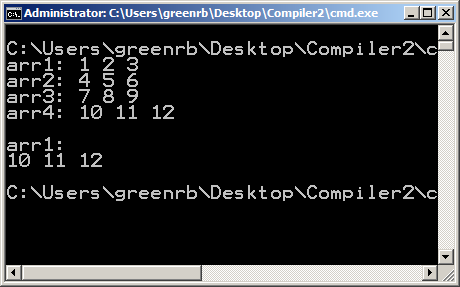 Administrator C:\Users\greenrb\Desktop\Compiler2\cmd.exe
C:\Users\greenrb\Desktop\Compiler2\c
arr1: 1 2 3
arr2: 4 5 6
arr3: 7 8 9
arr4: 10 11 12
arr1:
10 11 12
C:\Users\greenrb\Desktop\Compiler2\c